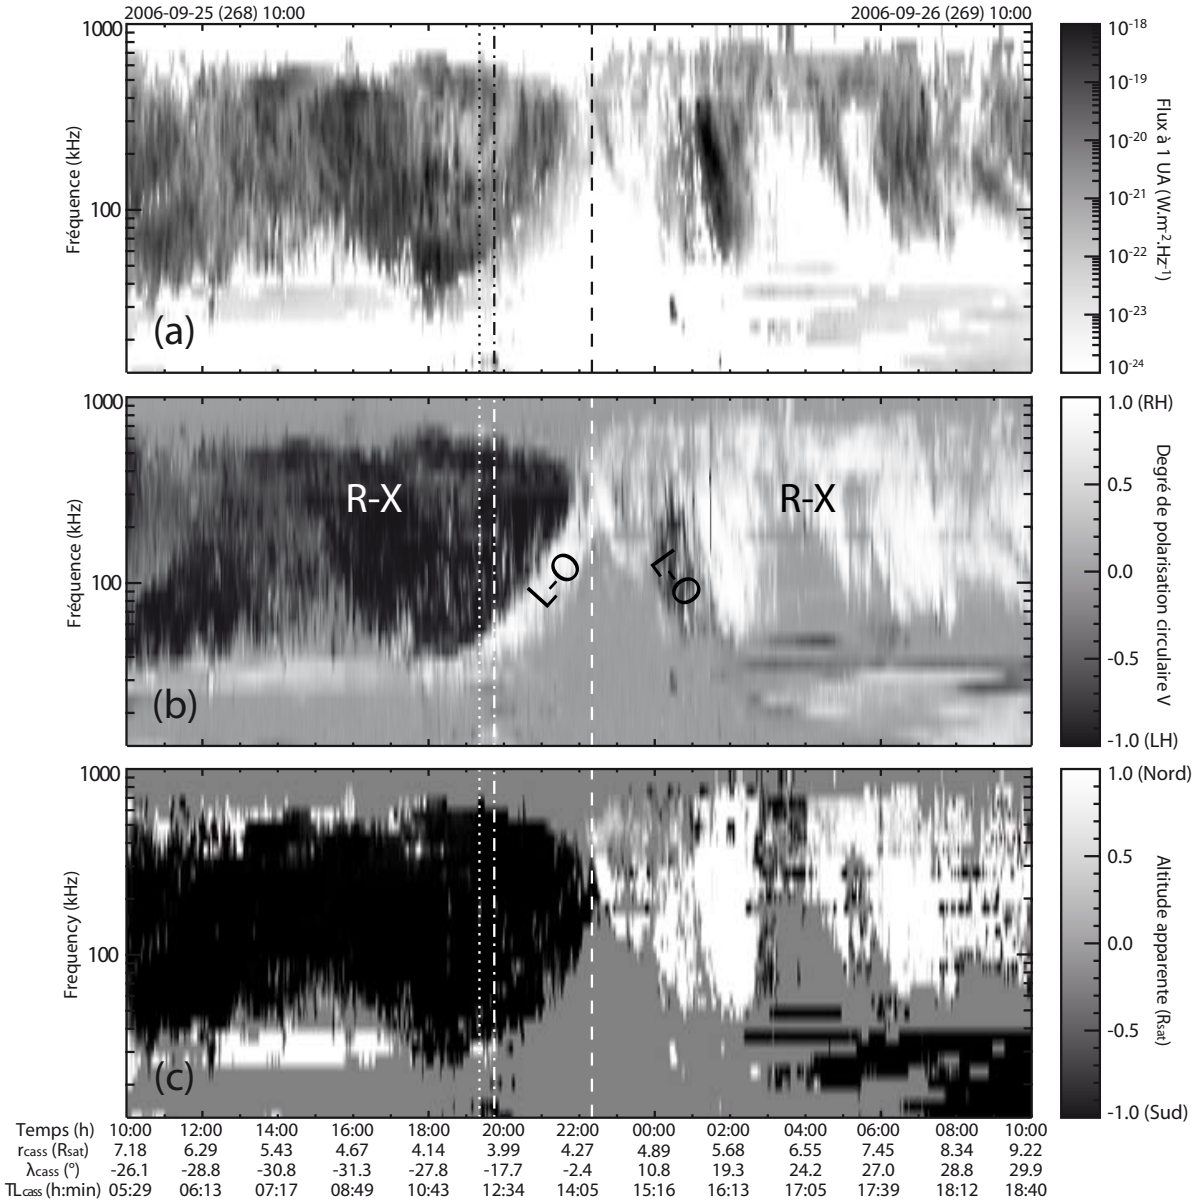 2006-09-25 (268) 10:00
2006-09-26 (269) 10:00
1000
100
Fréquence (kHz)
(a)
10-18
10-19
10-20
10-21
10-22
10-23
10-24
Flux à 1 UA (W.m-2.Hz-1)
1000
100
Fréquence (kHz)
R-X
L-O
L-O
R-X
(b)
1.0 (RH)
0.5
0.0
-0.5
-1.0 (LH)
Degré de polarisation circulaire V
1000
100
Frequency (kHz)
(c)
1.0 (Nord)
0.5
0.0
-0.5
-1.0 (Sud)
Altitude apparente (Rsat)
Temps (h) 10:00 12:00 14:00 16:00 18:00 20:00 22:00 00:00 02:00 04:00 06:00 08:00 10:00
rcass (Rsat) 7.18 6.29 5.43 4.67 4.14 3.99 4.27 4.89 5.68 6.55 7.45 8.34 9.22
λcass (°) -26.1 -28.8 -30.8 -31.3 -27.8 -17.7 -2.4 10.8 19.3 24.2 27.0 28.8 29.9
TLcass (h:min) 05:29 06:13 07:17 08:49 10:43 12:34 14:05 15:16 16:13 17:05 17:39 18:12 18:40